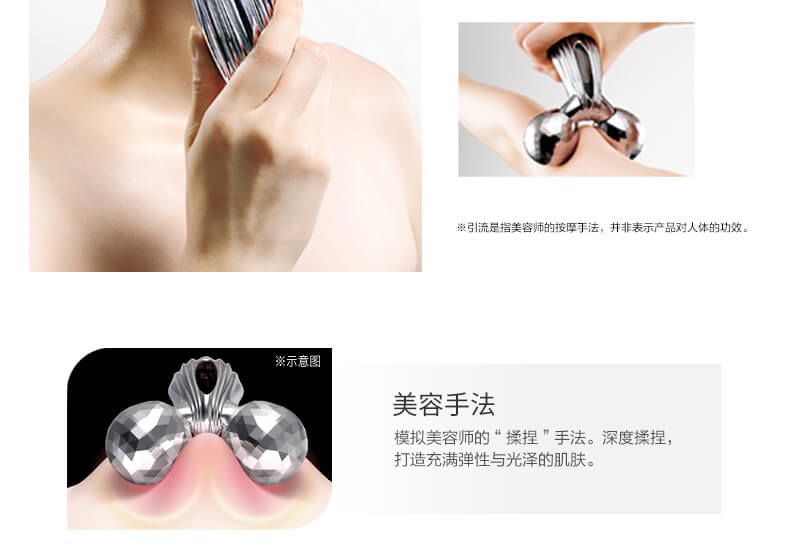 ※引流是指美容师的按摩手法，并非表示产品对人体的功效。
※示意图
美容手法
模拟美容师的“ 揉捏 ”手法。深度揉捏，
打造充满弹性与光泽的肌肤。